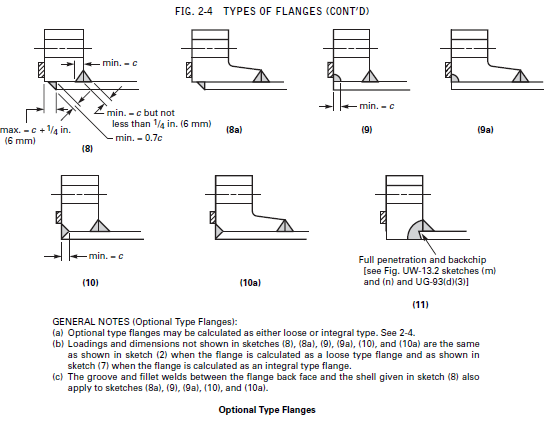 FIG. 2-4 TYPES OF FLANGES (CONT'D)
min. = c
max. = c + 1/4 in.
(6 mm)
min. = c but not
less than 1/4 in. (6 mm)
min. = 0.7c
(8)
(8a)
min. = c
(9)
(9a)
min. = c
(10)
(10a)
Full penetration and backchip
[see Fig. UW-13.2 sketches (m)
and (n) and UG-93(d)(3)]
(11)
GENERAL NOTES (Optional Type Flanges):
(a) Optional type flanges may be calculated as either loose or integral type. See 2-4.
(b) Loadings and dimensions not shown in sketches (8), (8a), (9), (9a), (10), and (10a) are the same
as shown in sketch (2) when the flange is calculated as a loose type flange and as shown in
sketch (7) when the flange is calculated as an integral type flange.
(c) The groove and fillet welds between the flange back face and the shell given in sketch (8) also
apply to sketches (8a), (9), (9a), (10), and (10a).
Optional Type Flanges